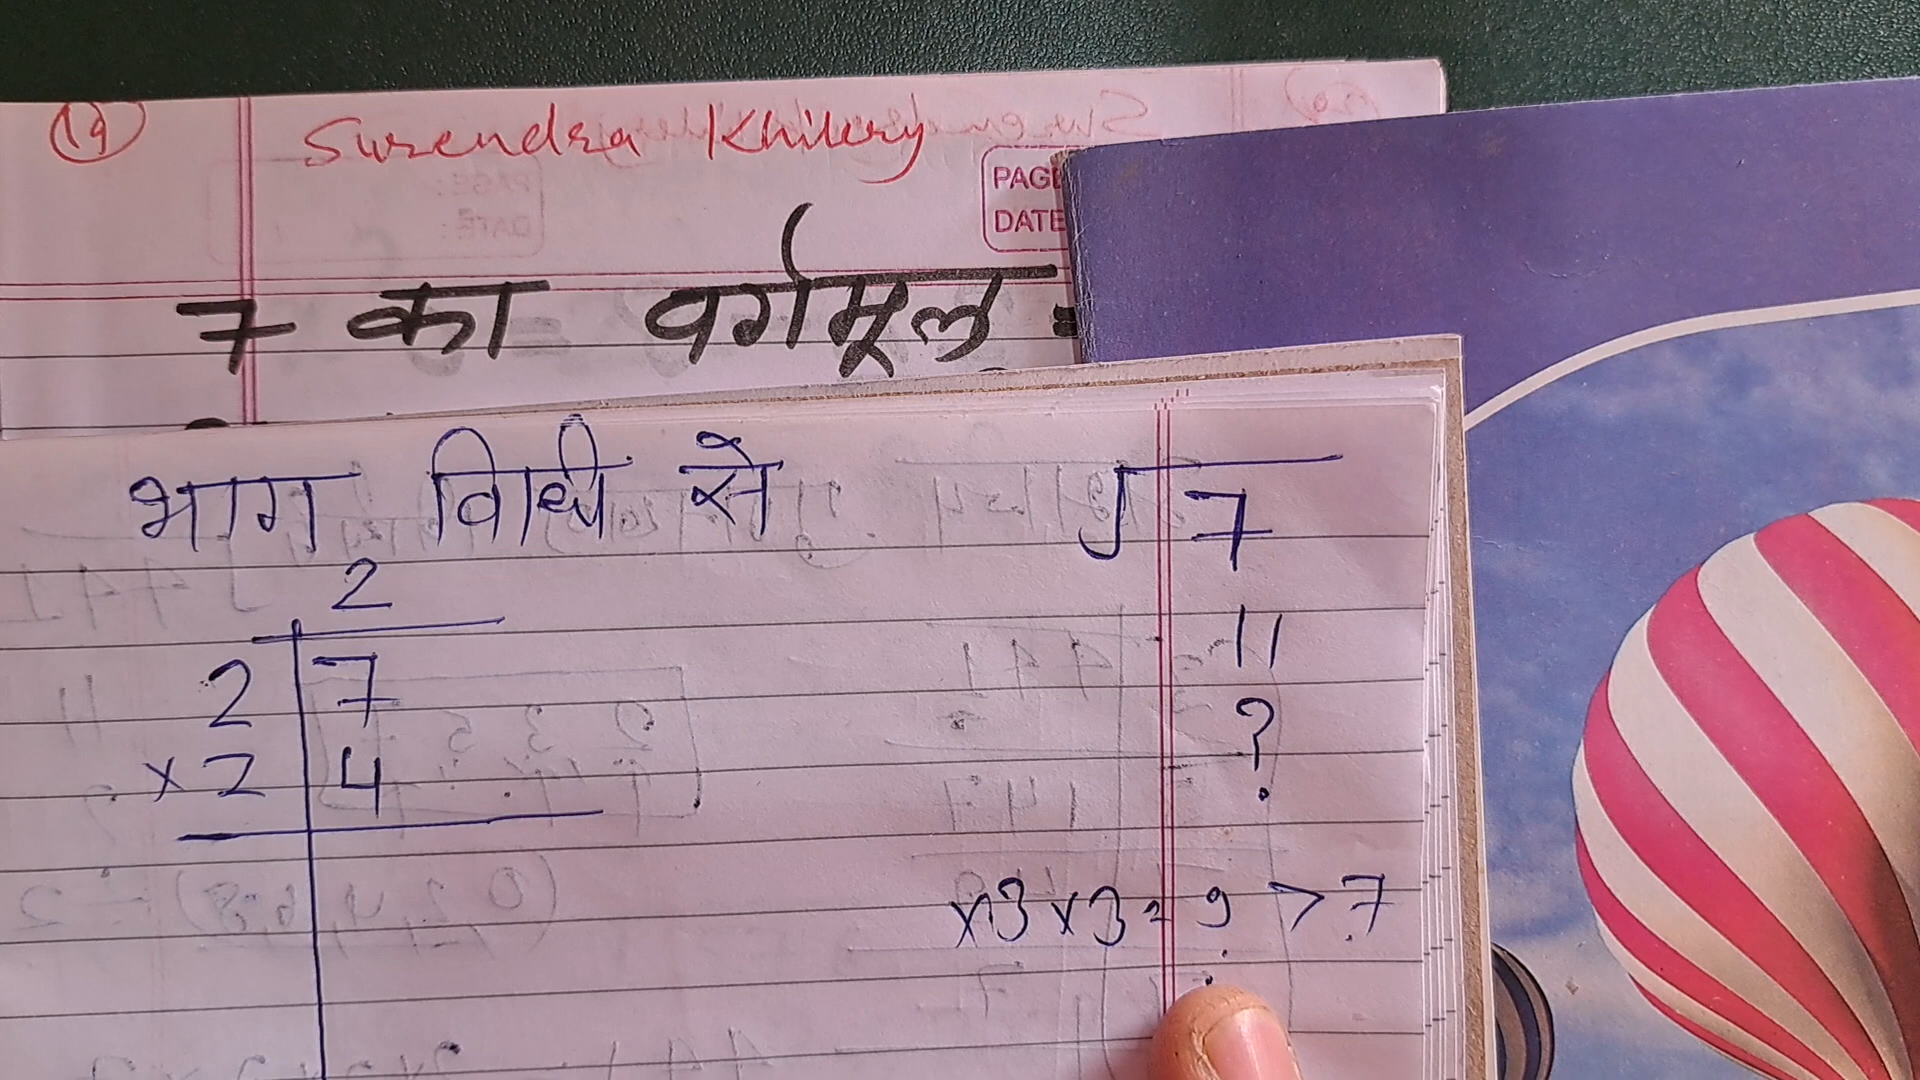 19 Surendra Khilery
PAGE
DATE
7 का वर्गमूल =
भाग विधी से √7
2
2 7
×2 4
11
?
×3×3=9 > 7